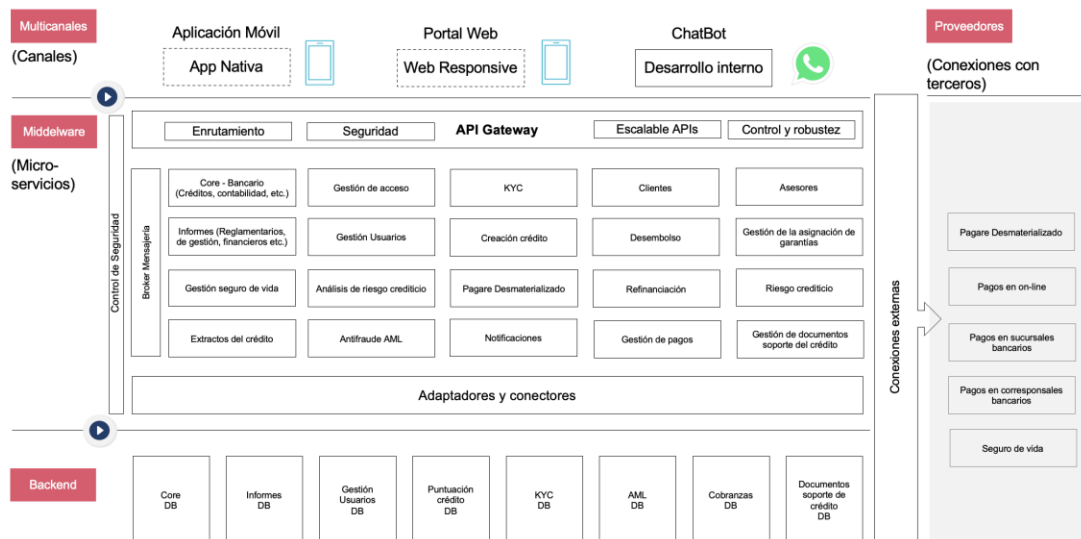 Multicanales
(Canales)
Aplicación Móvil
App Nativa
Portal Web
Web Responsive
ChatBot
Desarrollo interno
Proveedores
(Conexiones con
terceros)
Middelware
(Micro-
servicios)
Control de Seguridad
Enrutamiento
Seguridad
API Gateway
Escalable APIs
Control y robustez
Broker Mensajería
Core - Bancario
(Créditos, contabilidad, etc.)
Gestión de acceso
KYC
Clientes
Asesores
Informes (Reglamentarios,
de gestión, financieros etc.)
Gestión Usuarios
Creación crédito
Desembolso
Gestión de la asignación de
garantías
Gestión seguro de vida
Análisis de riesgo crediticio
Pagare Desmaterializado
Refinanciación
Riesgo crediticio
Extractos del crédito
Antifraude AML
Notificaciones
Gestión de pagos
Gestión de documentos
soporte del crédito
Adaptadores y conectores
Conexiones externas
Pagare Desmaterializado
Pagos en on-line
Pagos en sucursales
bancarios
Pagos en corresponsales
bancarios
Seguro de vida
Backend
Core
DB
Informes
DB
Gestión
Usuarios
DB
Puntuación
crédito
DB
KYC
DB
AML
DB
Cobranzas
DB
Documentos
soporte de
crédito
DB